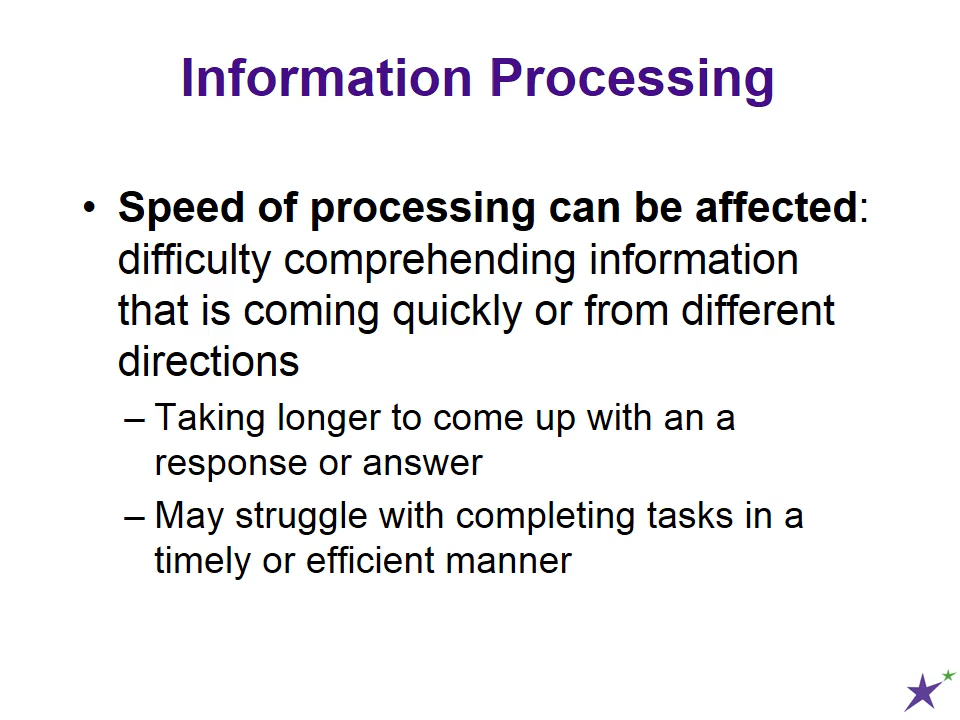 Information Processing
• Speed of processing can be affected:
difficulty comprehending information
that is coming quickly or from different
directions
– Taking longer to come up with an a
response or answer
– May struggle with completing tasks in a
timely or efficient manner